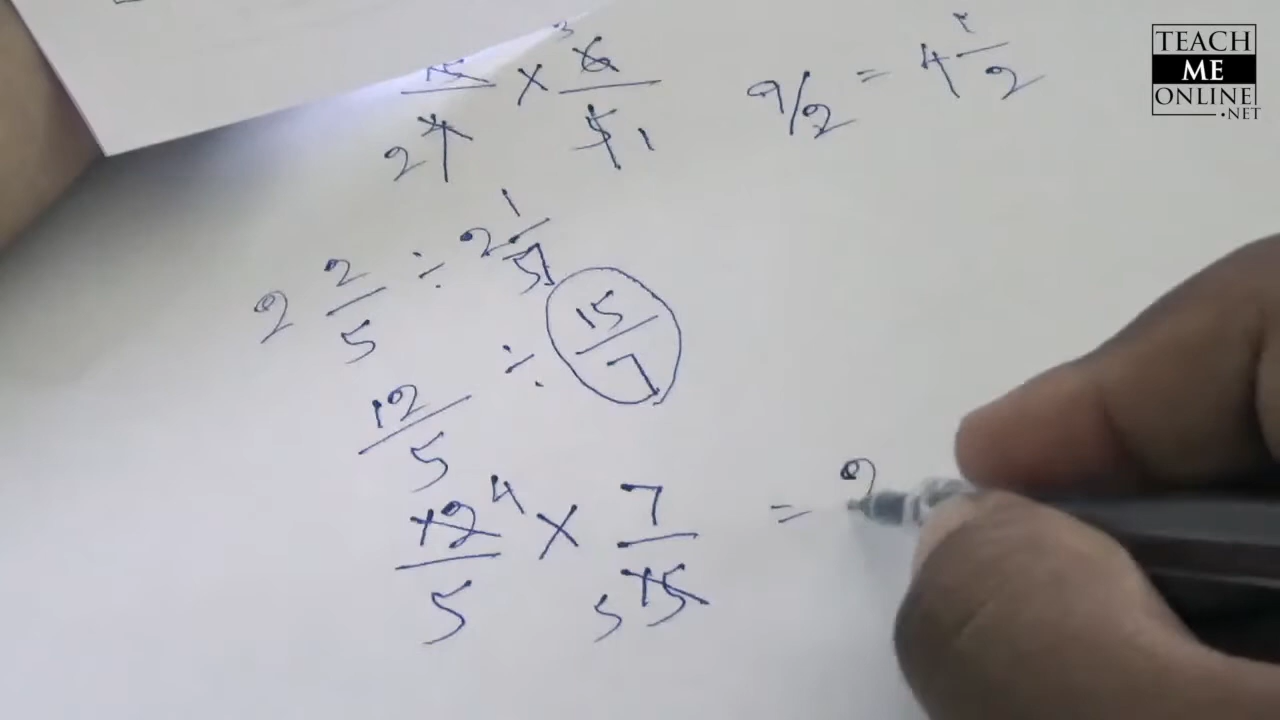 TEACH
ME
ONLINE
.NET
15/4 × 6/5 3 2 1
9/2 = 4 1/2
2 2/5 ÷ 2 1/7
12/5 ÷ 15/7
12/5 4 × 7/15 5 = 2